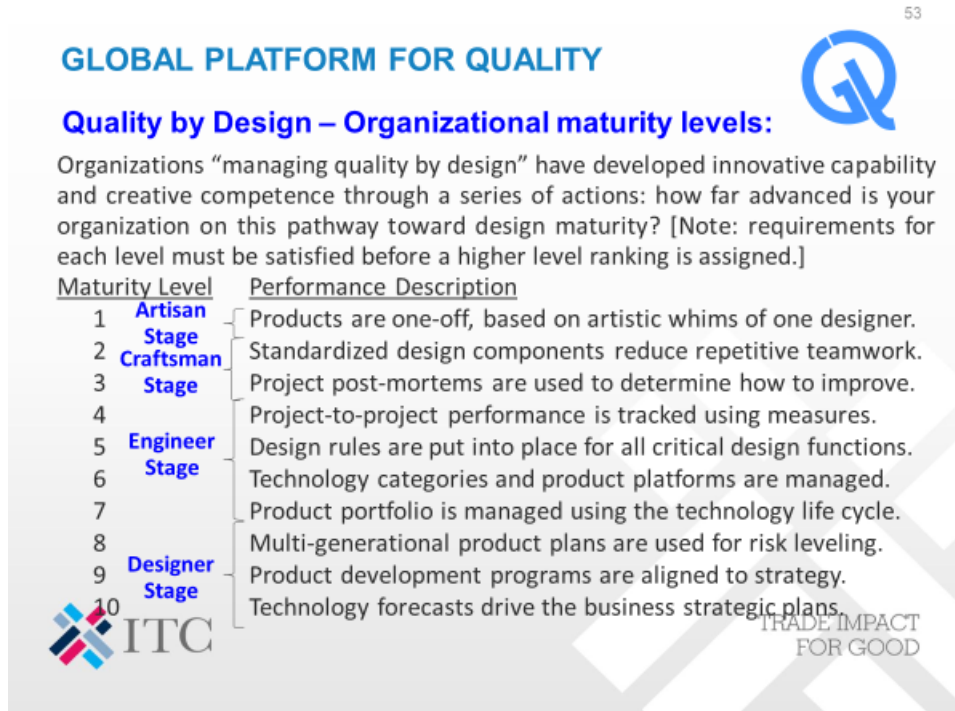 53
GLOBAL PLATFORM FOR QUALITY
Quality by Design – Organizational maturity levels:
Organizations “managing quality by design” have developed innovative capability
and creative competence through a series of actions: how far advanced is your
organization on this pathway toward design maturity? [Note: requirements for
each level must be satisfied before a higher level ranking is assigned.]
Maturity Level Performance Description
1 Artisan Stage Products are one-off, based on artistic whims of one designer.
2 Craftsman Stage Standardized design components reduce repetitive teamwork.
3 Project post-mortems are used to determine how to improve.
4 Project-to-project performance is tracked using measures.
5 Engineer Stage Design rules are put into place for all critical design functions.
6 Technology categories and product platforms are managed.
7 Product portfolio is managed using the technology life cycle.
8 Multi-generational product plans are used for risk leveling.
9 Designer Stage Product development programs are aligned to strategy.
10 Technology forecasts drive the business strategic plans.
ITC
TRADE IMPACT
FOR GOOD